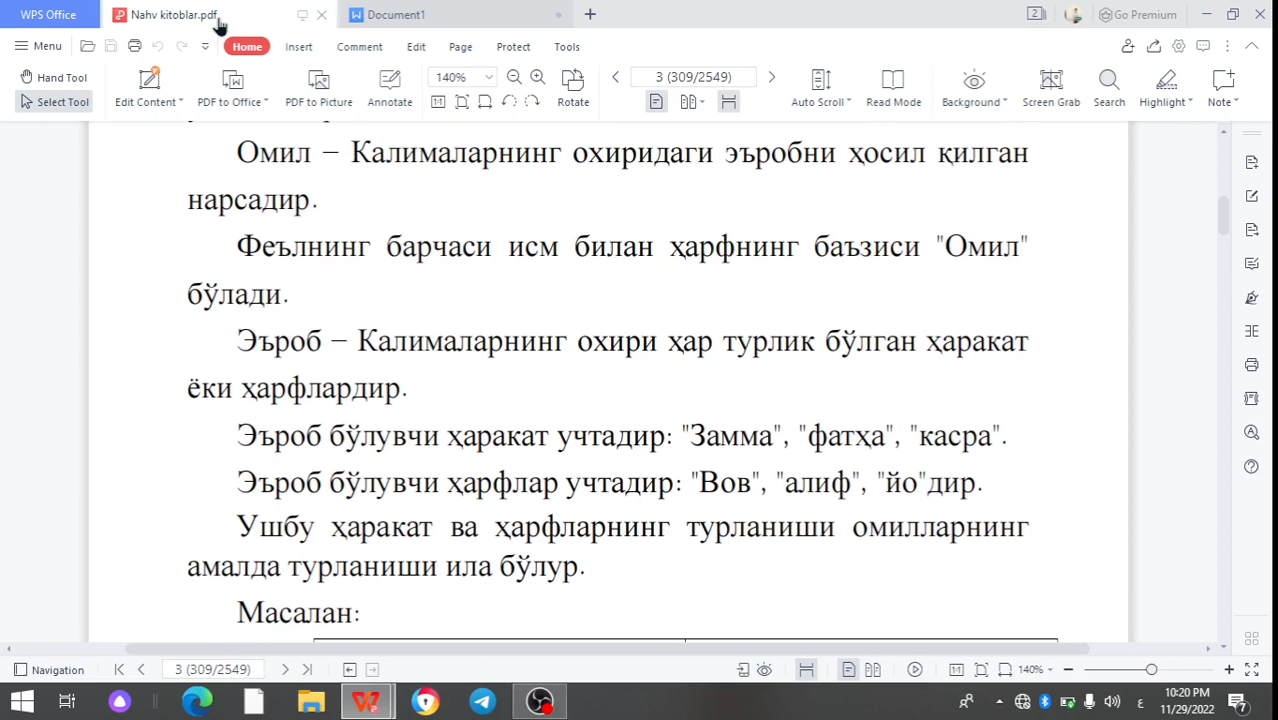 WPS Office
Nahv kitoblar.pdf
Document1
2
Go Premium
Menu
Home
Insert
Comment
Edit
Page
Protect
Tools
Hand Tool
Select Tool
Edit Content
PDF to Office
PDF to Picture
Annotate
140%
3 (309/2549)
Rotate
Auto Scroll
Read Mode
Background
Screen Grab
Search
Highlight
Note
Омил – Калималарнинг охиридаги эъробни ҳосил қилган
нарсадир.
Феълнинг барчаси исм билан ҳарфнинг баъзиси "Омил"
бўлади.
Эъроб – Калималарнинг охири ҳар турлик бўлган ҳаракат
ёки ҳарфлардир.
Эъроб бўлувчи ҳаракат учтадир: "Замма", "фатҳа", "касра".
Эъроб бўлувчи ҳарфлар учтадир: "Вов", "алиф", "йо"дир.
Ушбу ҳаракат ва ҳарфларнинг турланиши омилларнинг
амалда турланиши ила бўлур.
Масалан:
Navigation
3 (309/2549)
140%
ع
10:20 PM
11/29/2022
7